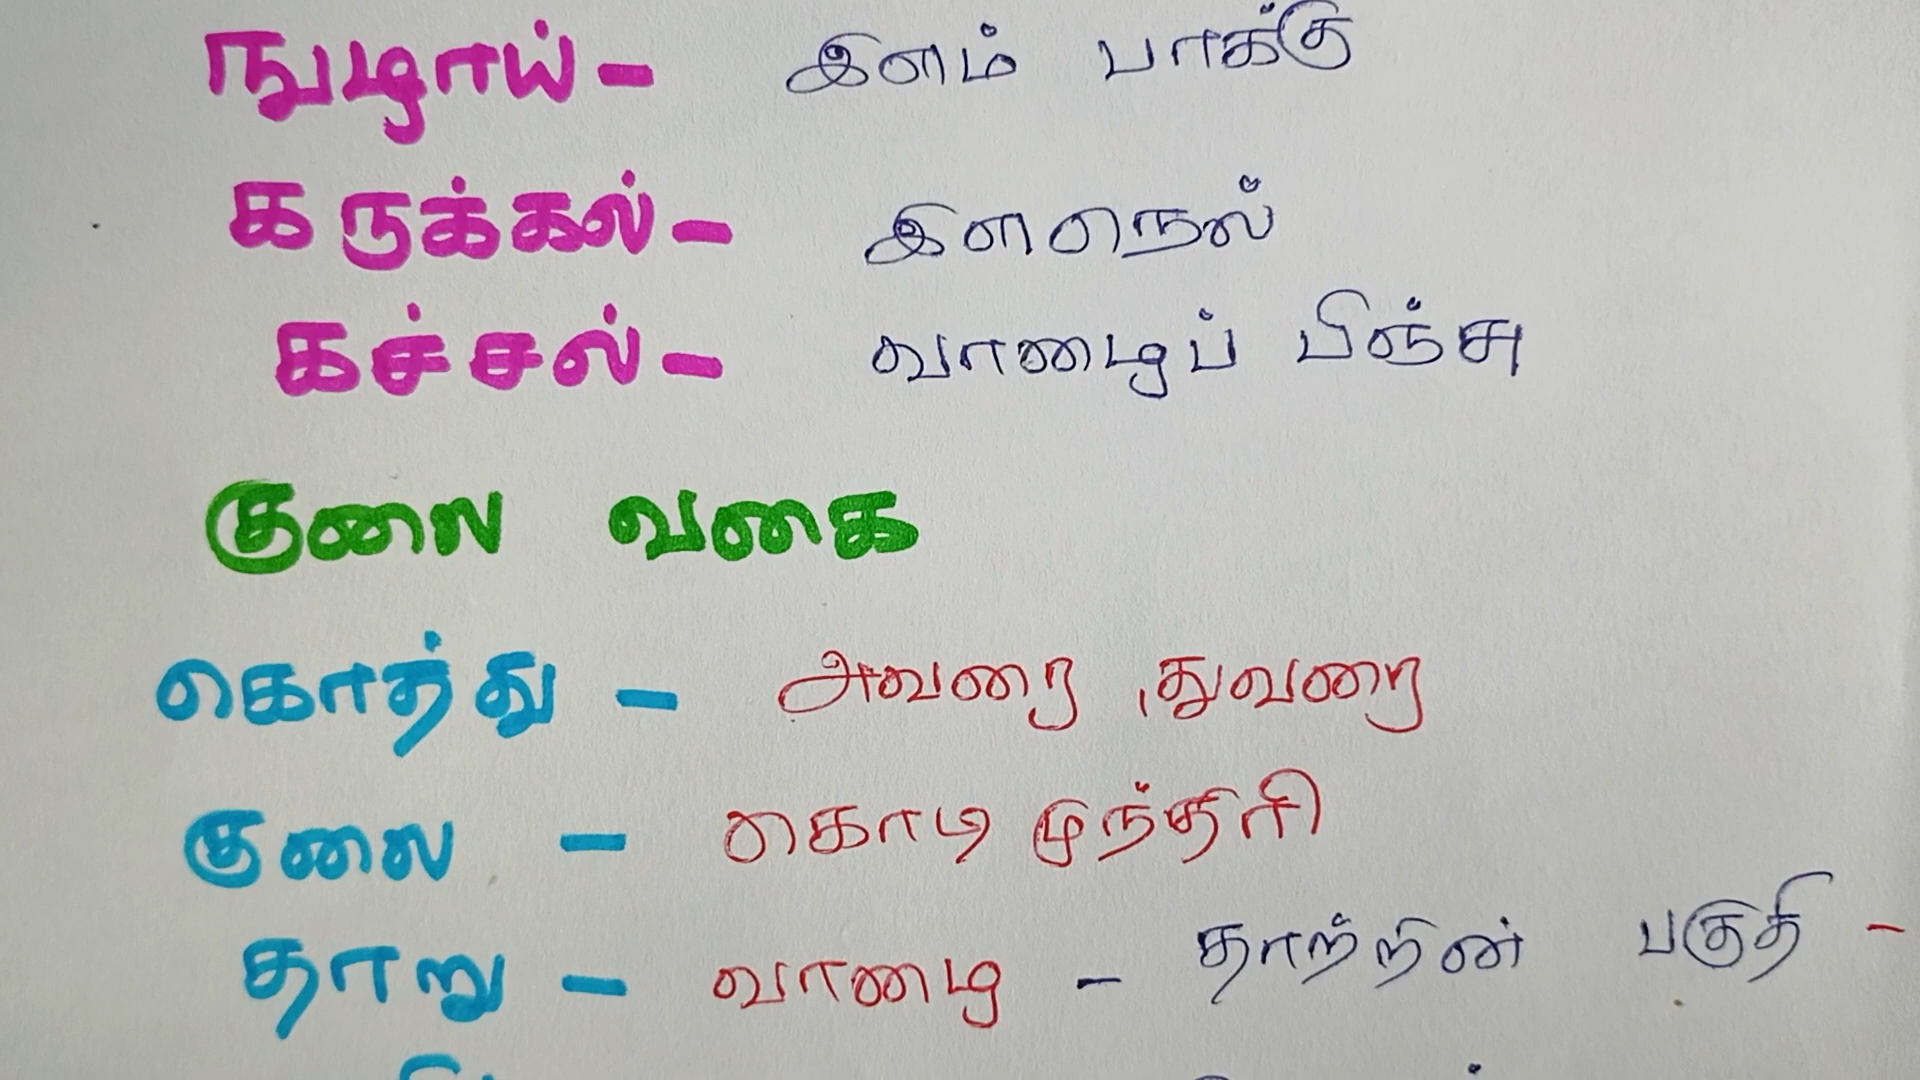 நுழாய் - இளம் பாக்கு
கருக்கல் - இளநெல்
கச்சல் - வாழைப் பிஞ்சு
குலை வகை
கொத்து - அவரை , துவரை
குலை - கொடி முந்திரி
தாறு - வாழை - தாற்றின் பகுதி -